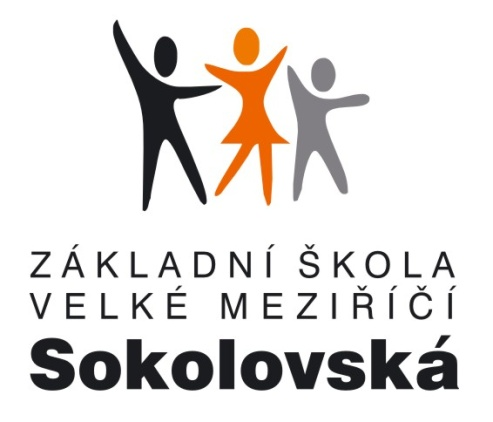 ZÁKLADNÍ ŠKOLA
VELKÉ MEZIŘÍČÍ
Sokolovská